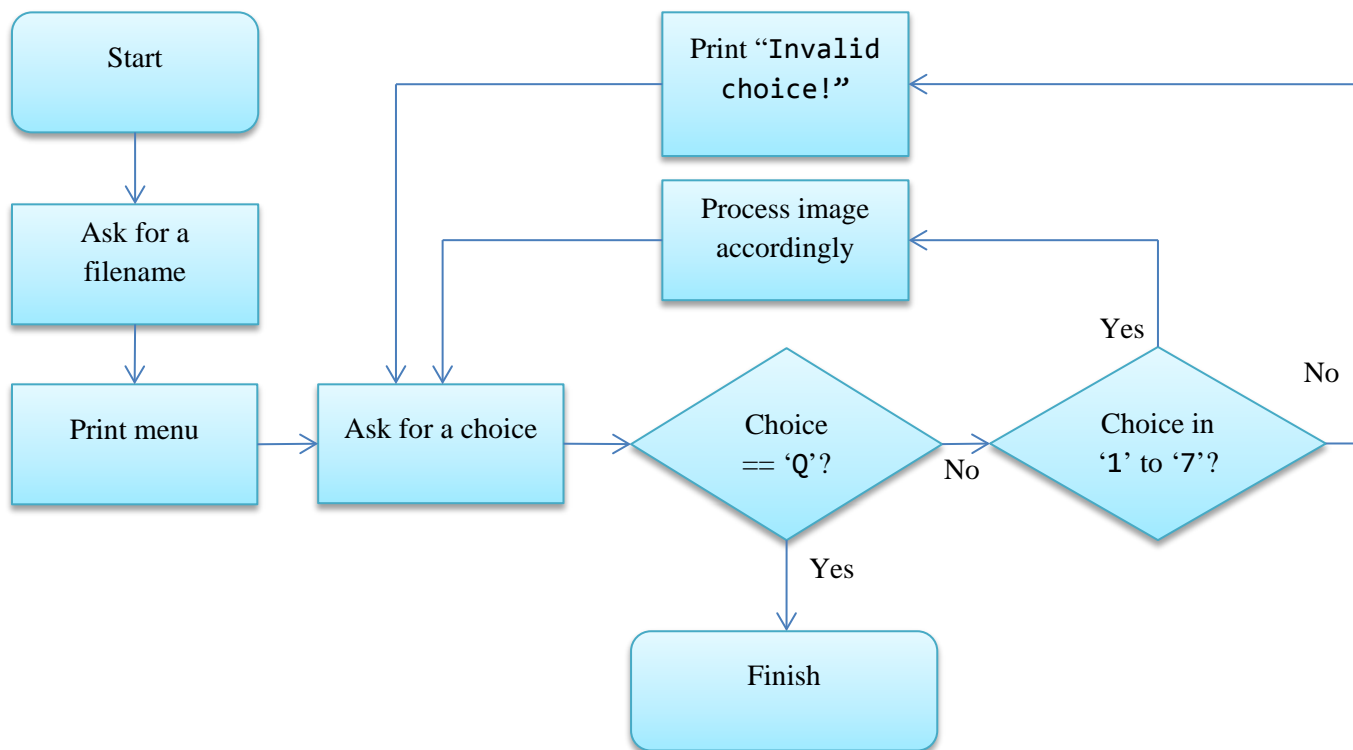 Start
Print “Invalid
choice!”
Ask for a
filename
Process image
accordingly
Yes
No
Print menu
Ask for a choice
Choice
== ‘Q’?
No
Choice in
‘1’ to ‘7’?
Yes
Finish